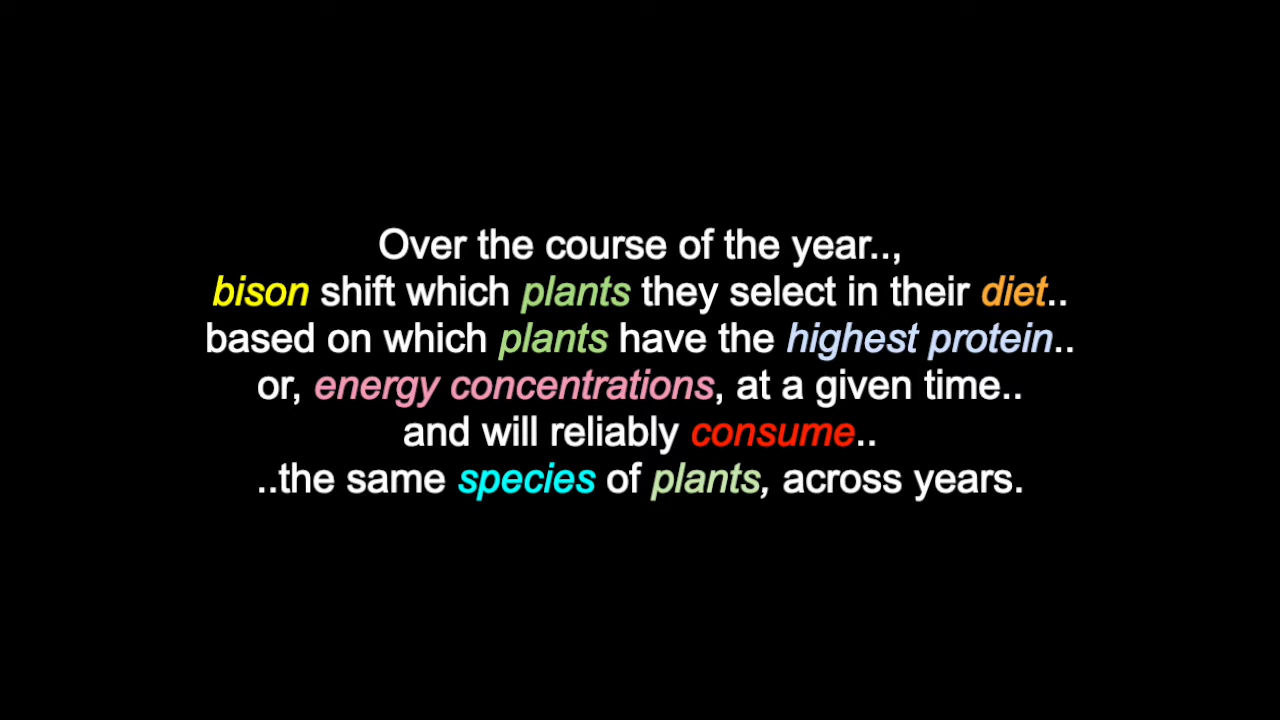 Over the course of the year..,
bison shift which plants they select in their diet..
based on which plants have the highest protein..
or, energy concentrations, at a given time..
and will reliably consume..
..the same species of plants, across years.